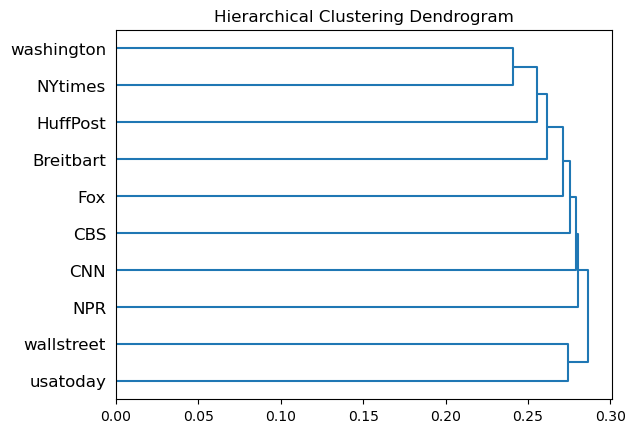 Hierarchical Clustering Dendrogram
washington
NYtimes
HuffPost
Breitbart
Fox
CBS
CNN
NPR
wallstreet
usatoday
0.00 0.05 0.10 0.15 0.20 0.25 0.30